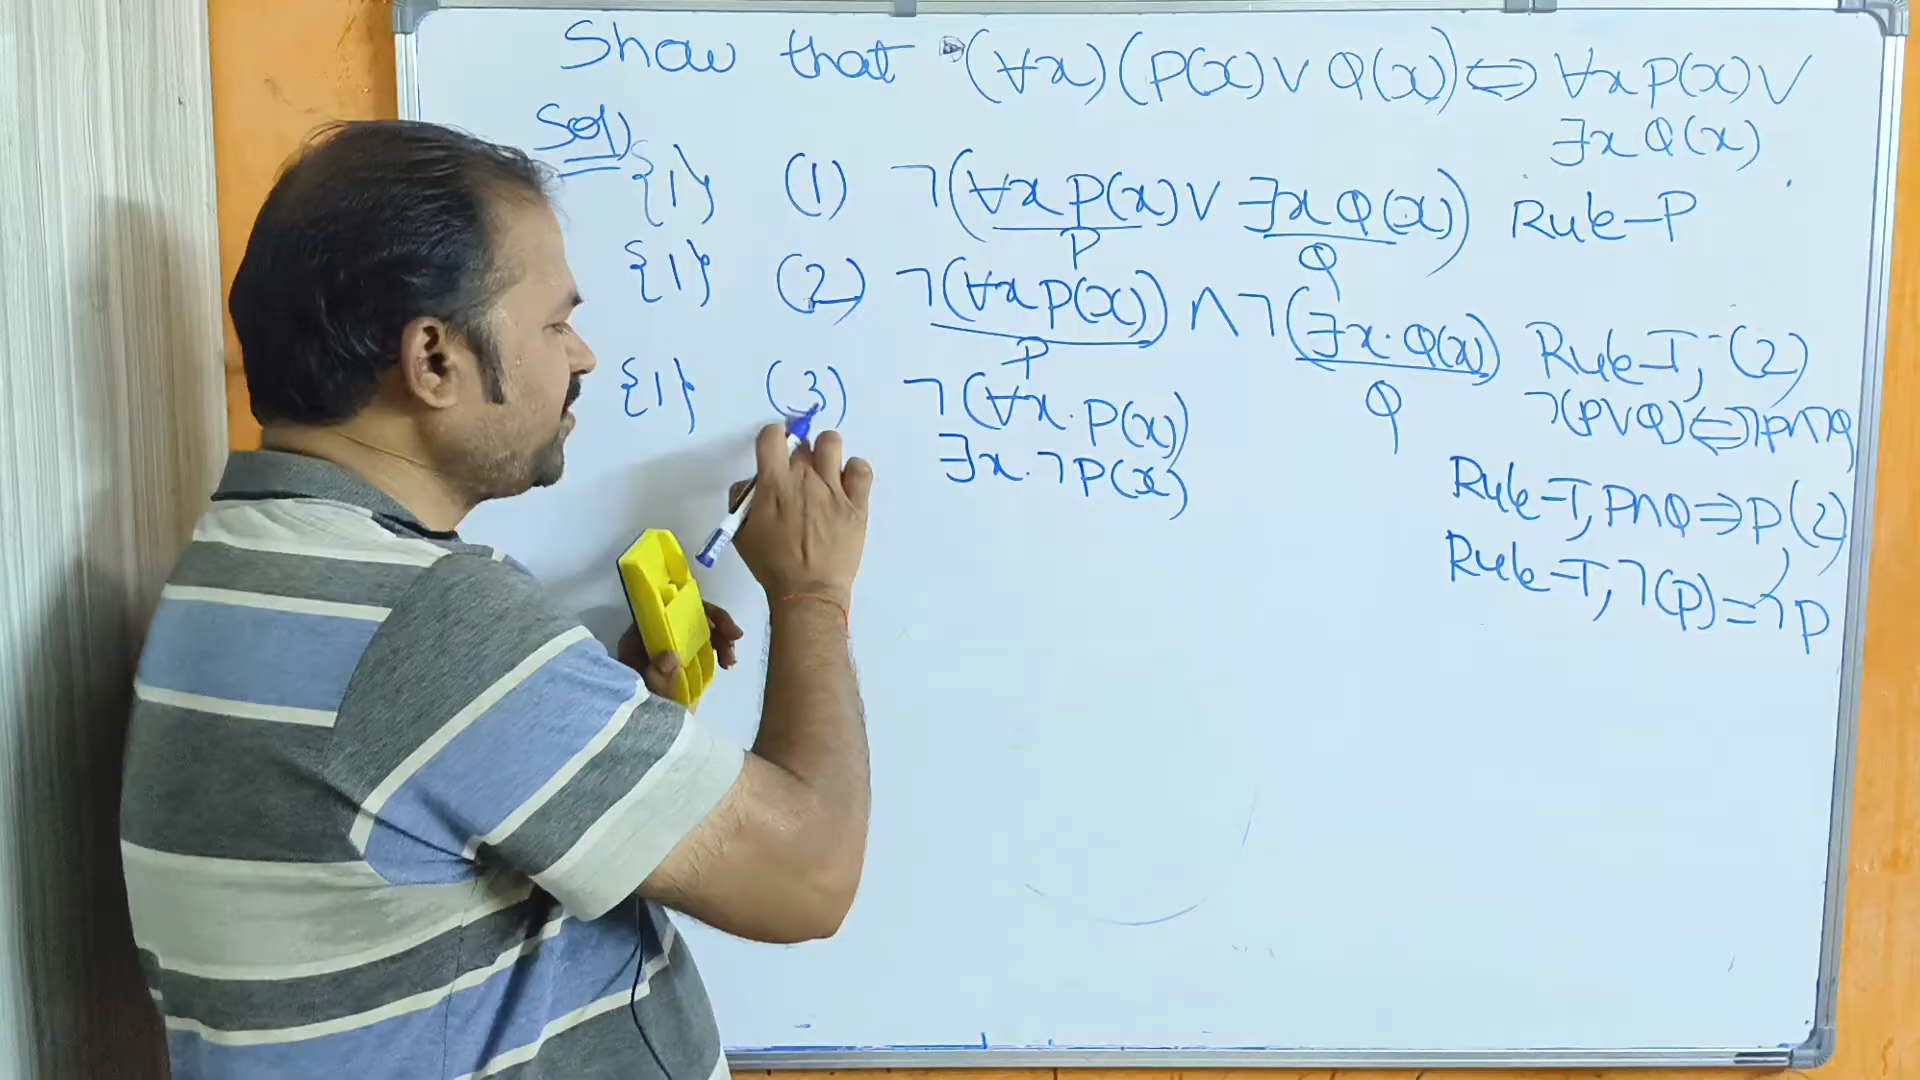 Show that (∀x)(P(x)∨Q(x)) ⇔ ∀x P(x) ∨
∃x Q(x)
Sol)
{1} (1) ¬(∀x P(x) ∨ ∃x Q(x)) Rule-P
P Q
{1} (2) ¬(∀x P(x)) ∧ ¬(∃x. Q(x)) Rule-T, (2)
P Q ¬(P∨Q)⇔¬P∧Q
{1} (3) ¬(∀x. P(x))
∃x. ¬P(x)
Rule-T, P∧Q ⇒ P, (2)
Rule-T, ¬(P) = ¬P